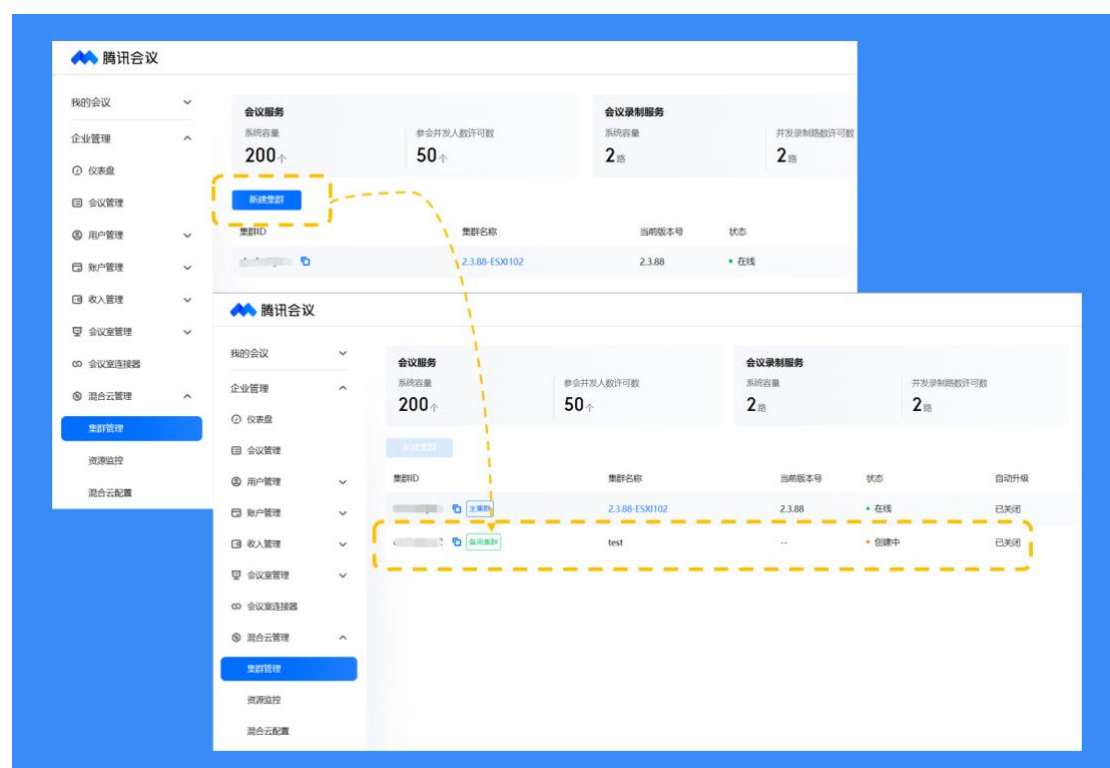 腾讯会议
我的会议
企业管理
仪表盘
会议管理
用户管理
账户管理
收入管理
会议室管理
会议室连接器
混合云管理
集群管理
资源监控
混合云配置
会议服务 会议录制服务
系统容量 参会并发人数许可数 系统容量 并发录制路数许可数
200个 50个 2路 2路
新建集群
集群ID 集群名称 当前版本号 状态
2.3.88-ESXI102 2.3.88 在线
腾讯会议
我的会议
企业管理
仪表盘
会议管理
用户管理
账户管理
收入管理
会议室管理
会议室连接器
混合云管理
集群管理
资源监控
混合云配置
会议服务 会议录制服务
系统容量 参会并发人数许可数 系统容量 并发录制路数许可数
200个 50个 2路 2路
新建集群
集群ID 集群名称 当前版本号 状态 自动升级
主集群 2.3.88-ESXI102 2.3.88 在线 已关闭
备用集群 test -- 创建中 已关闭